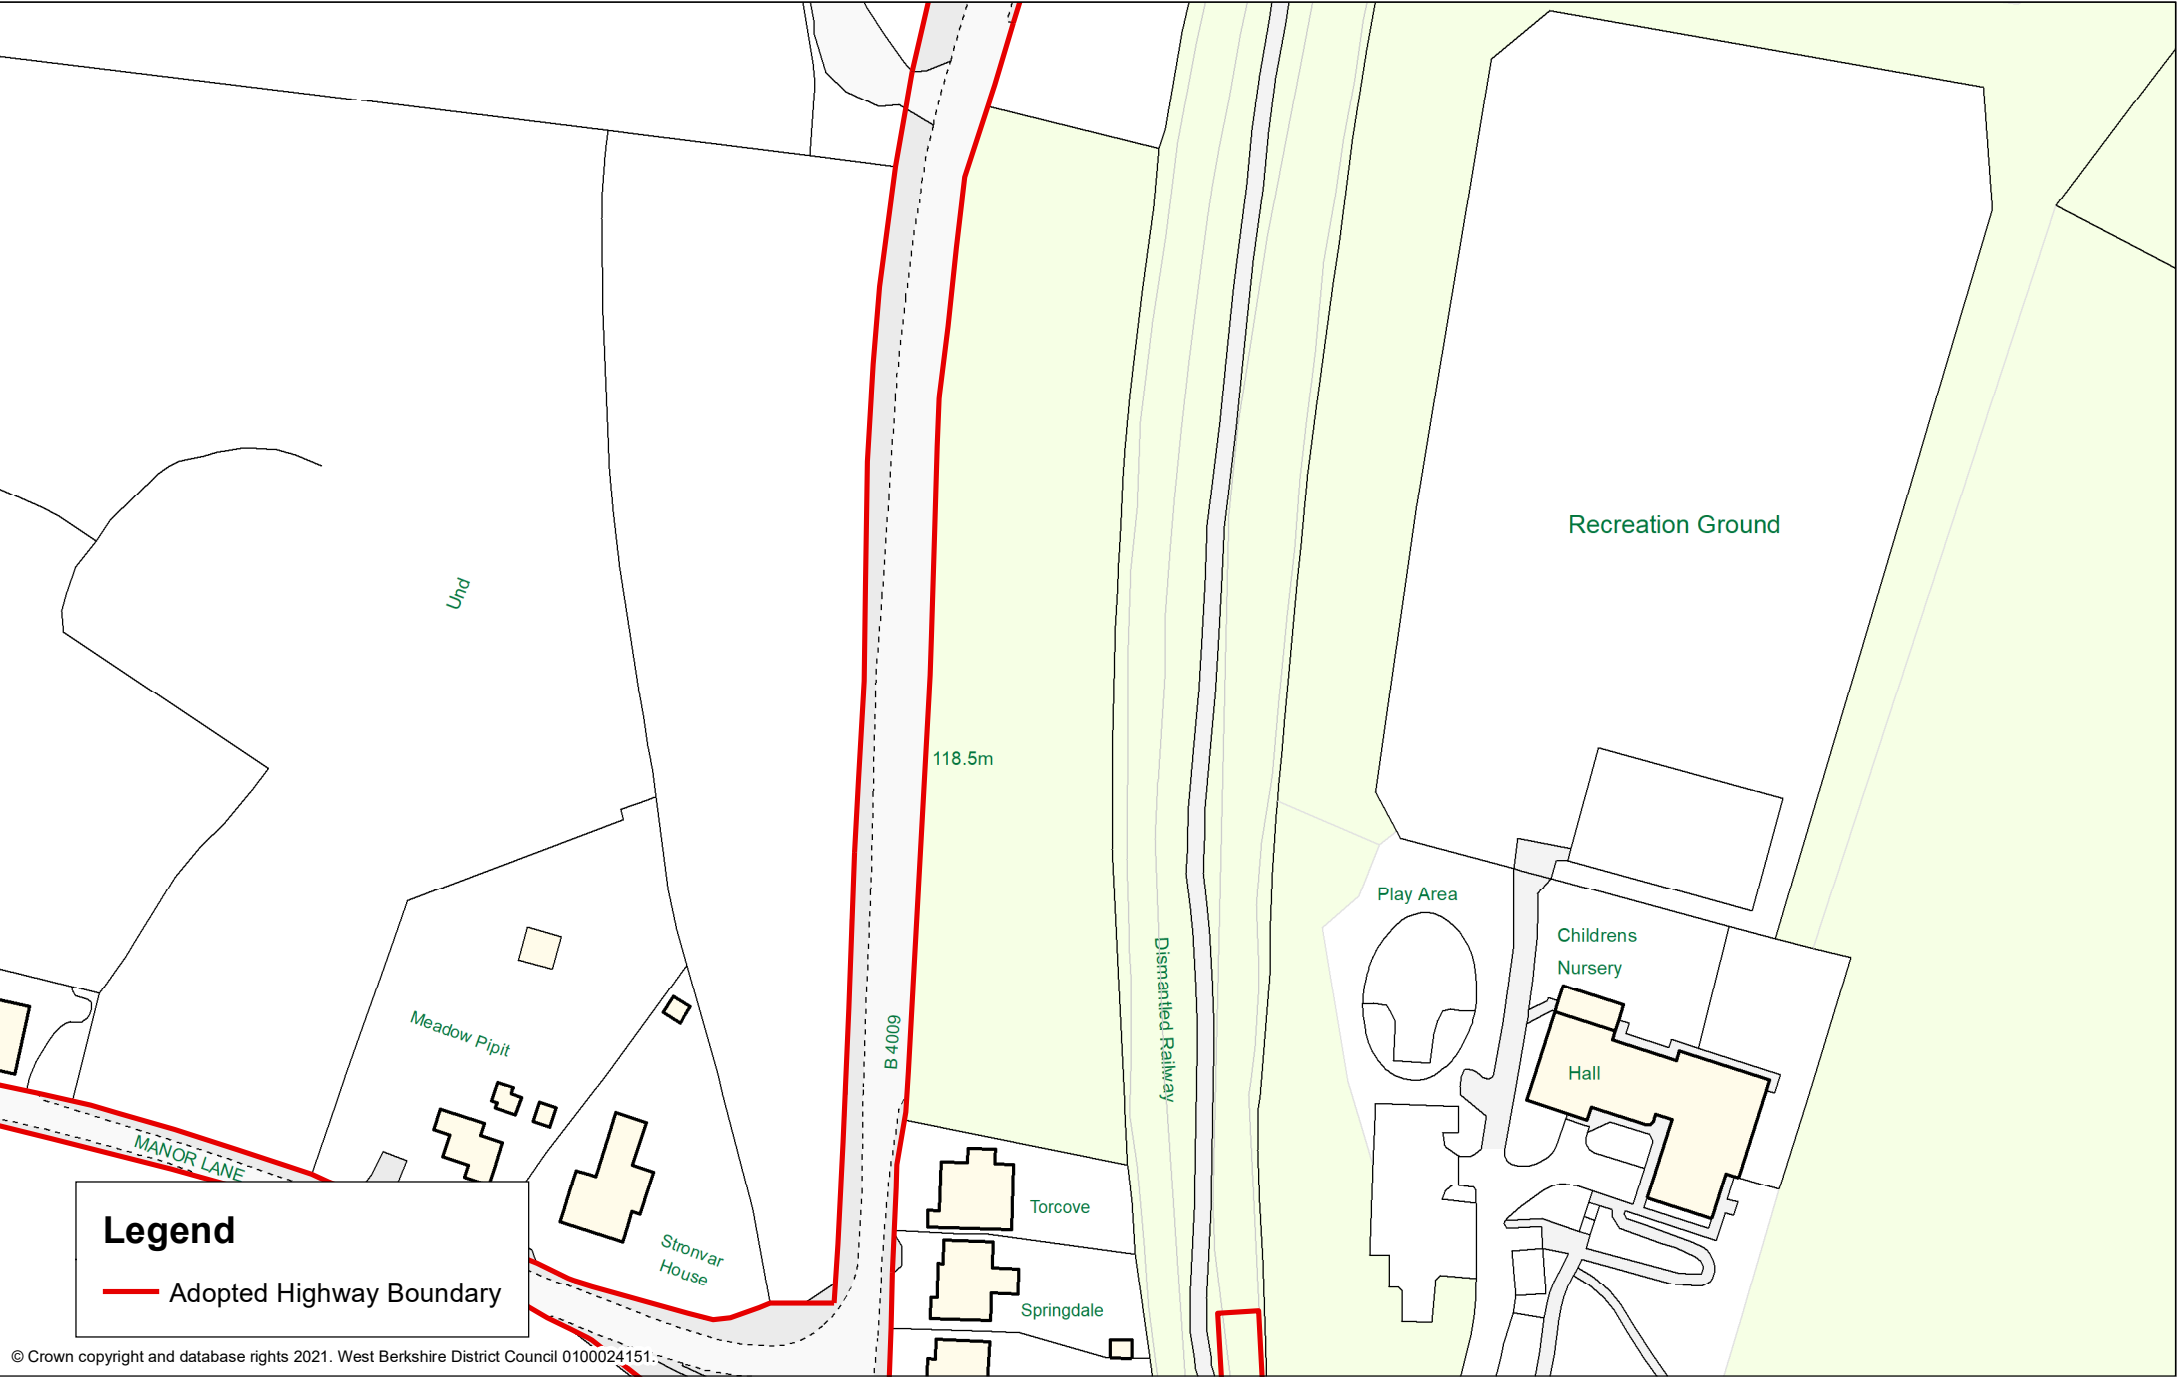 Recreation Ground
Und
118.5m
Play Area
Childrens
Nursery
Dismantled Railway
Meadow Pipit
B 4009
Hall
MANOR LANE
Torcove
Stronvar
House
Springdale
Legend
Adopted Highway Boundary
© Crown copyright and database rights 2021. West Berkshire District Council 0100024151.